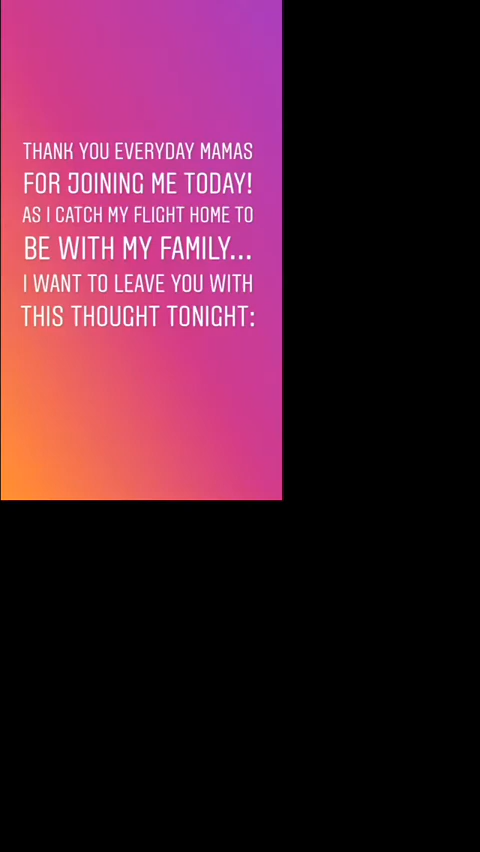 THANK YOU EVERYDAY MAMAS
FOR JOINING ME TODAY!
AS I CATCH MY FLIGHT HOME TO
BE WITH MY FAMILY...
I WANT TO LEAVE YOU WITH
THIS THOUGHT TONIGHT: